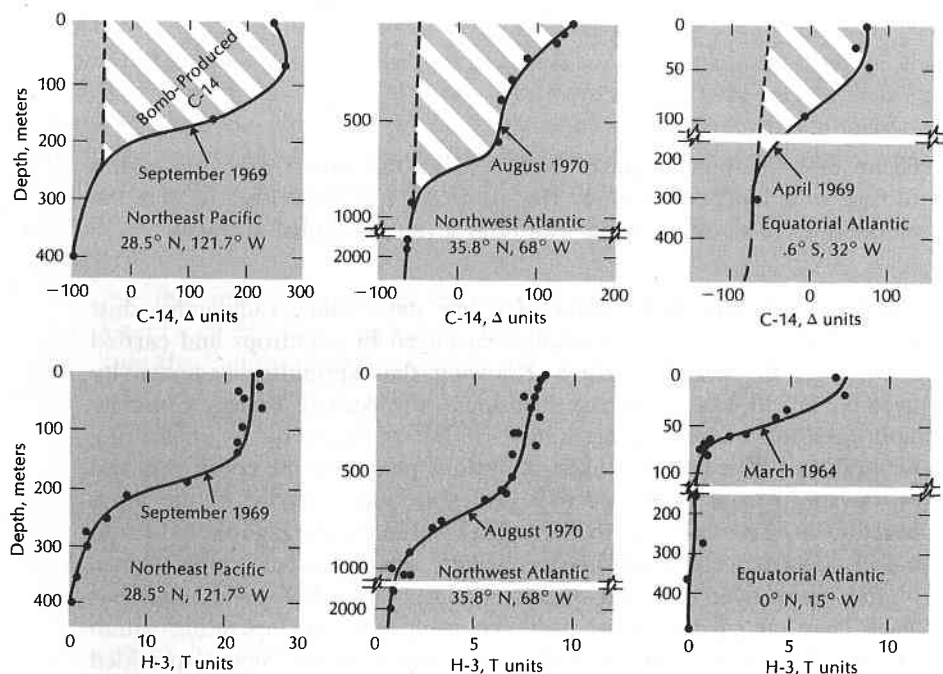 Depth, meters
0
100
200
300
400
Bomb-Produced
C-14
September 1969
Northeast Pacific
28.5° N, 121.7° W
-100 0 100 200 300
C-14, Δ units
500
1000
2000
August 1970
Northwest Atlantic
35.8° N, 68° W
-100 0 100 200
C-14, Δ units
0
50
100
200
400
April 1969
Equatorial Atlantic
.6° S, 32° W
-100 0 100
C-14, Δ units
Depth, meters
0
100
200
300
400
September 1969
Northeast Pacific
28.5° N, 121.7° W
0 10 20 30
H-3, T units
0
500
1000
2000
August 1970
Northwest Atlantic
35.8° N, 68° W
0 5 10
H-3, T units
0
50
100
200
400
March 1964
Equatorial Atlantic
0° N, 15° W
0 5 10
H-3, T units